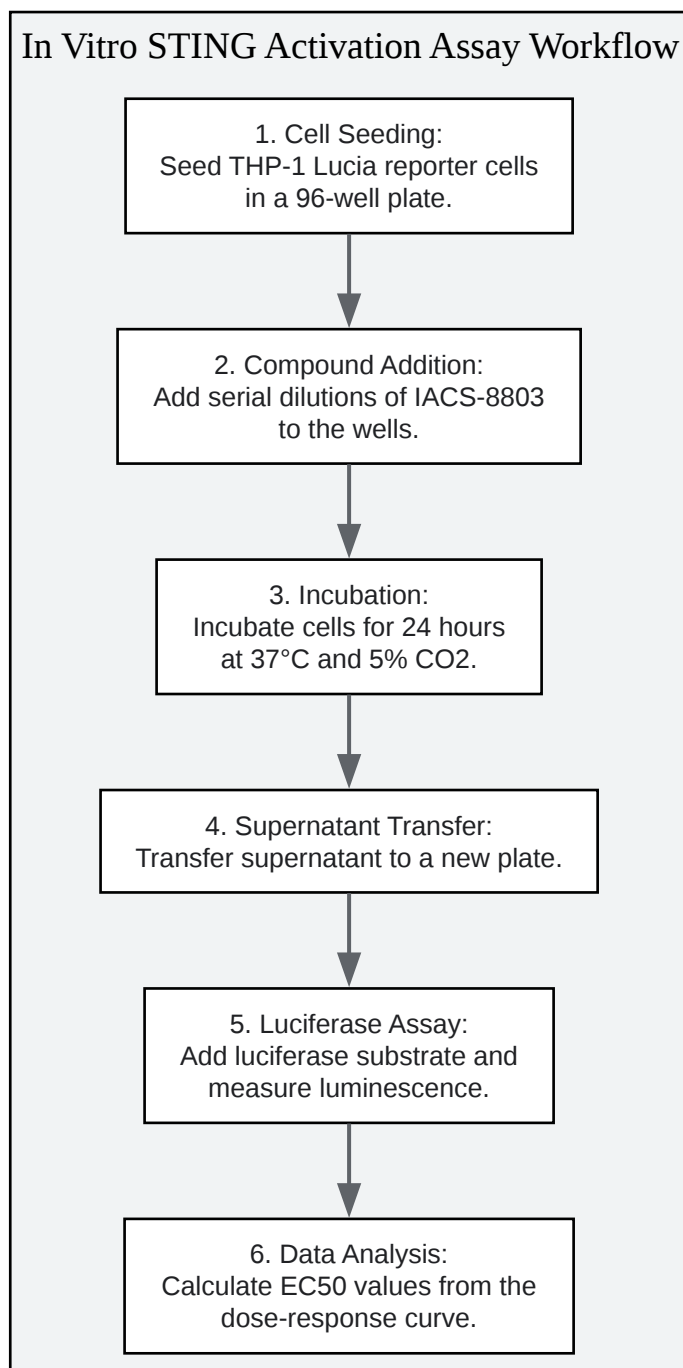 In Vitro STING Activation Assay Workflow
1. Cell Seeding:
Seed THP-1 Lucia reporter cells
in a 96-well plate.
2. Compound Addition:
Add serial dilutions of IACS-8803
to the wells.
3. Incubation:
Incubate cells for 24 hours
at 37°C and 5% CO2.
4. Supernatant Transfer:
Transfer supernatant to a new plate.
5. Luciferase Assay:
Add luciferase substrate and
measure luminescence.
6. Data Analysis:
Calculate EC50 values from the
dose-response curve.